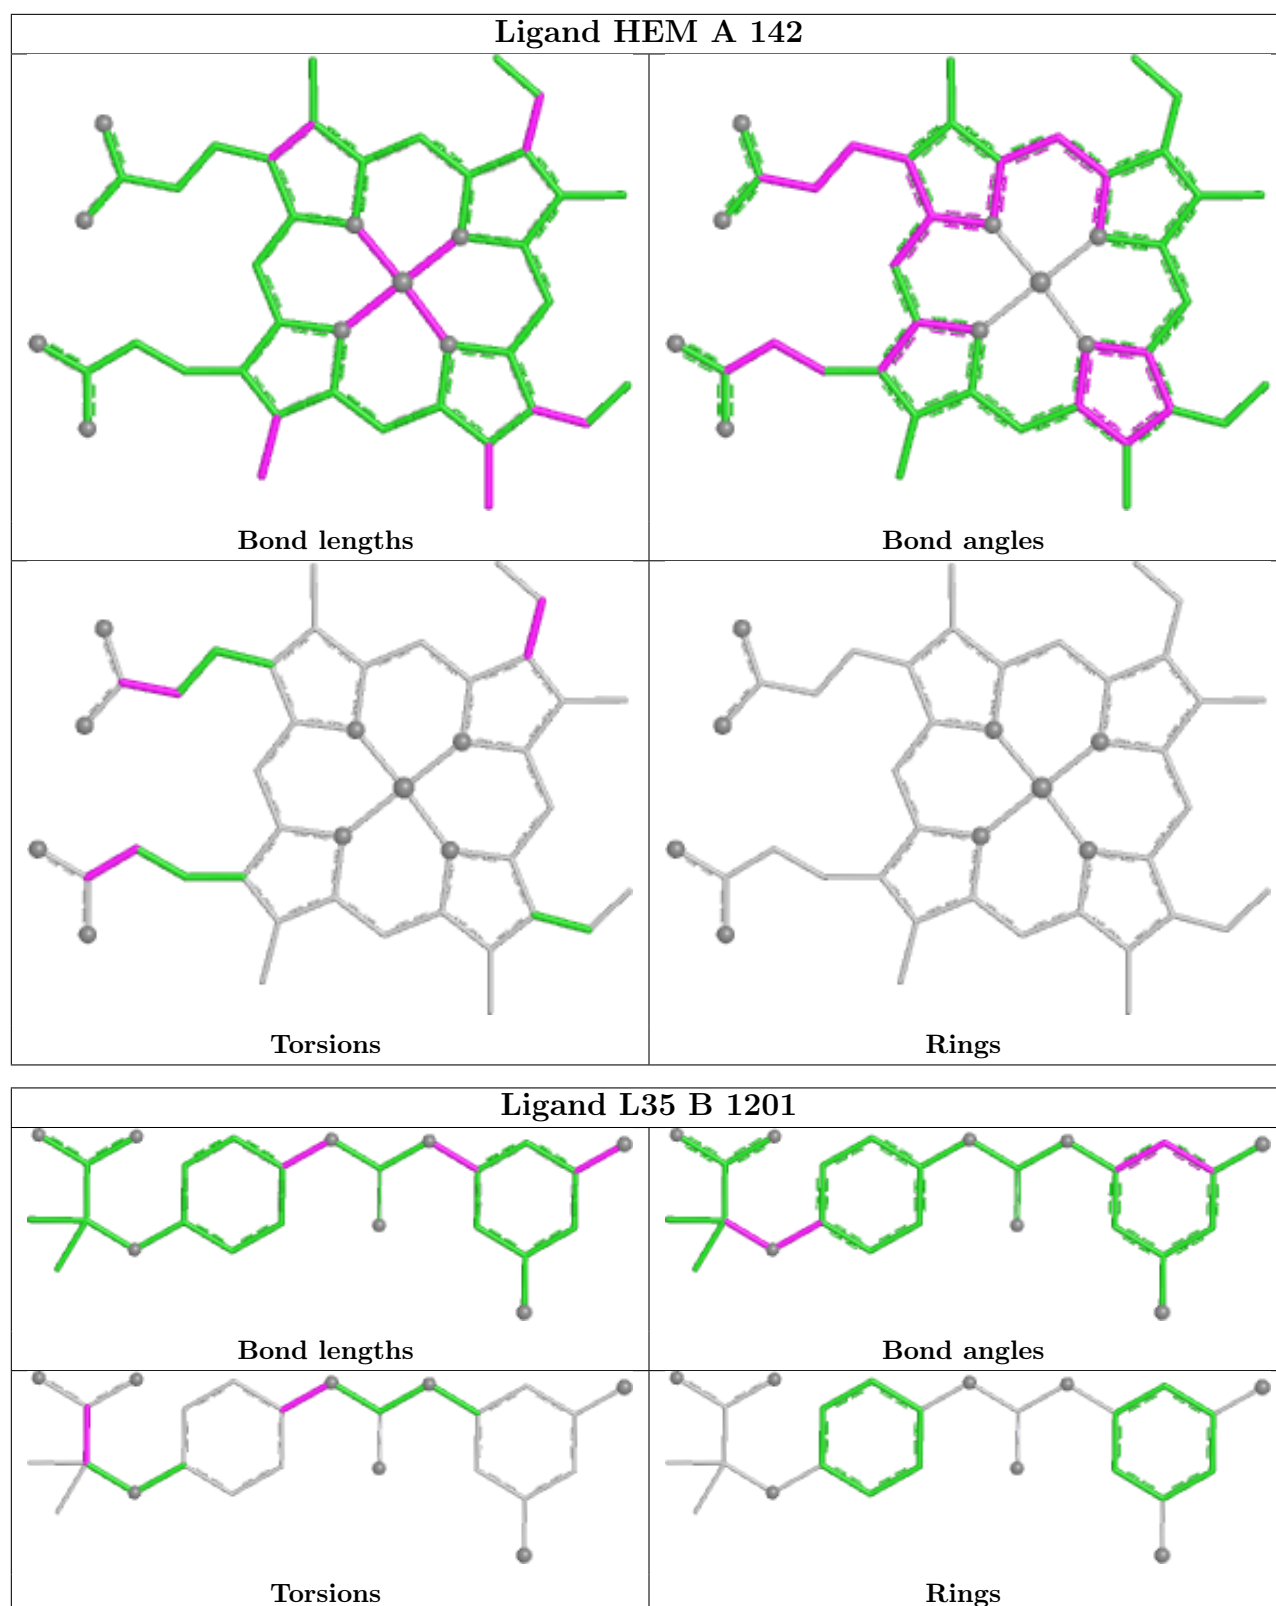 Ligand HEM A 142
Bond lengths
Bond angles
Torsions
Rings
Ligand L35 B 1201
Bond lengths
Bond angles
Torsions
Rings